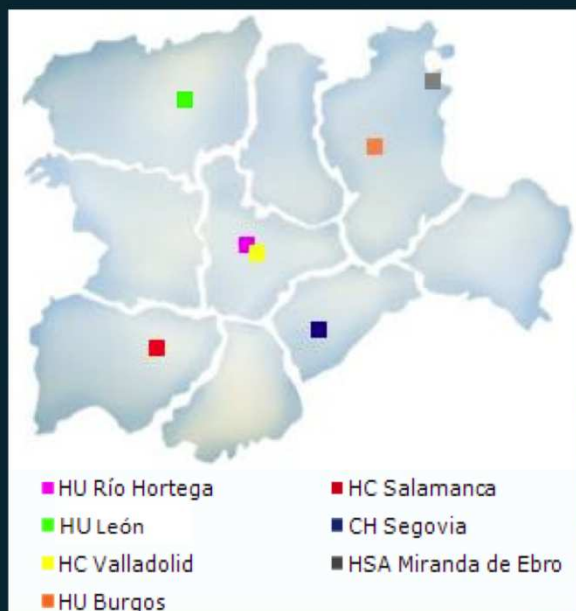 HU Río Hortega
HC Salamanca
HU León
CH Segovia
HC Valladolid
HSA Miranda de Ebro
HU Burgos